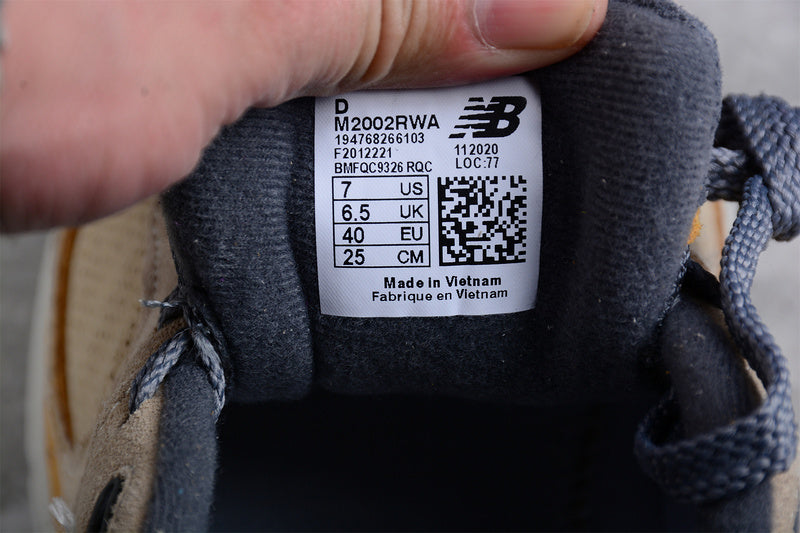 D
M2002RWA
194768266103
F2012221
BMFQC9326 RQC
NB
112020
LOC:77
7 US
6.5 UK
40 EU
25 CM
Made in Vietnam
Fabrique en Vietnam